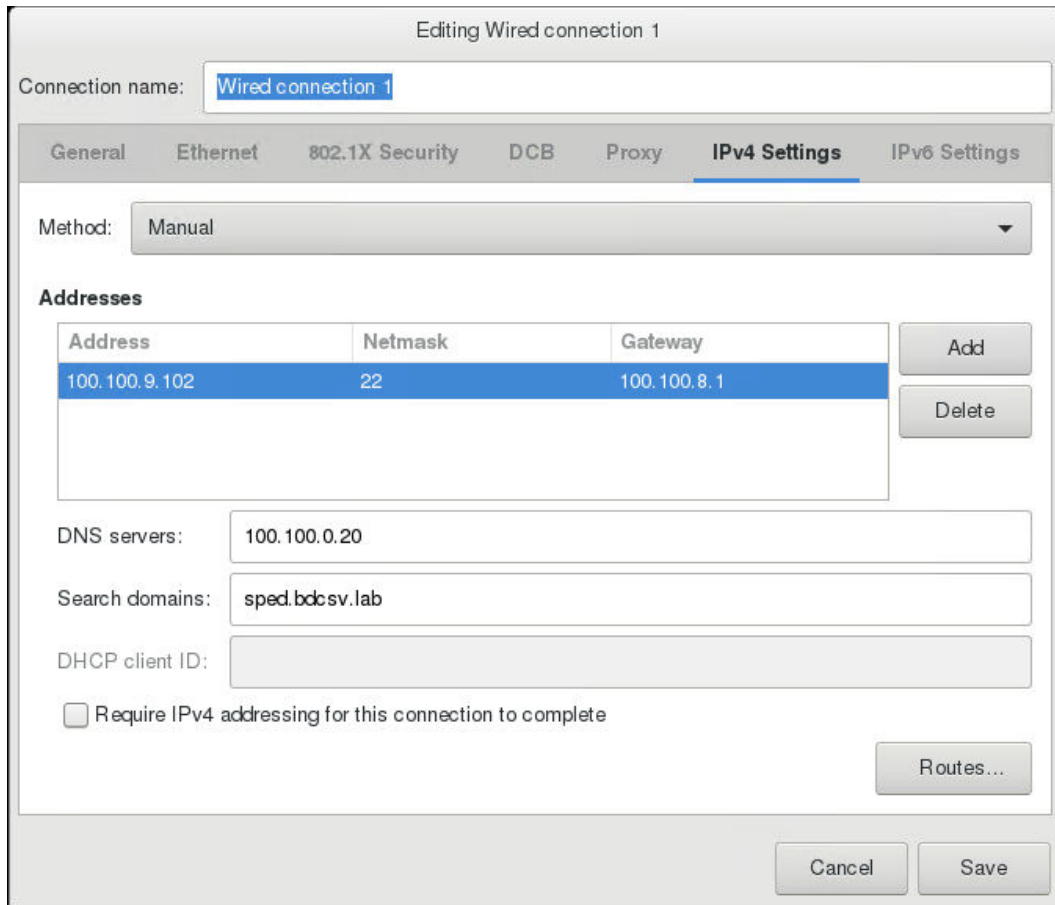 Editing Wired connection 1
Connection name: Wired connection 1
General Ethernet 802.1X Security DCB Proxy IPv4 Settings IPv6 Settings
Method: Manual
Addresses
Address Netmask Gateway Add
100.100.9.102 22 100.100.8.1
Delete
DNS servers: 100.100.0.20
Search domains: sped.bdcsv.lab
DHCP client ID:
Require IPv4 addressing for this connection to complete
Routes...
Cancel Save